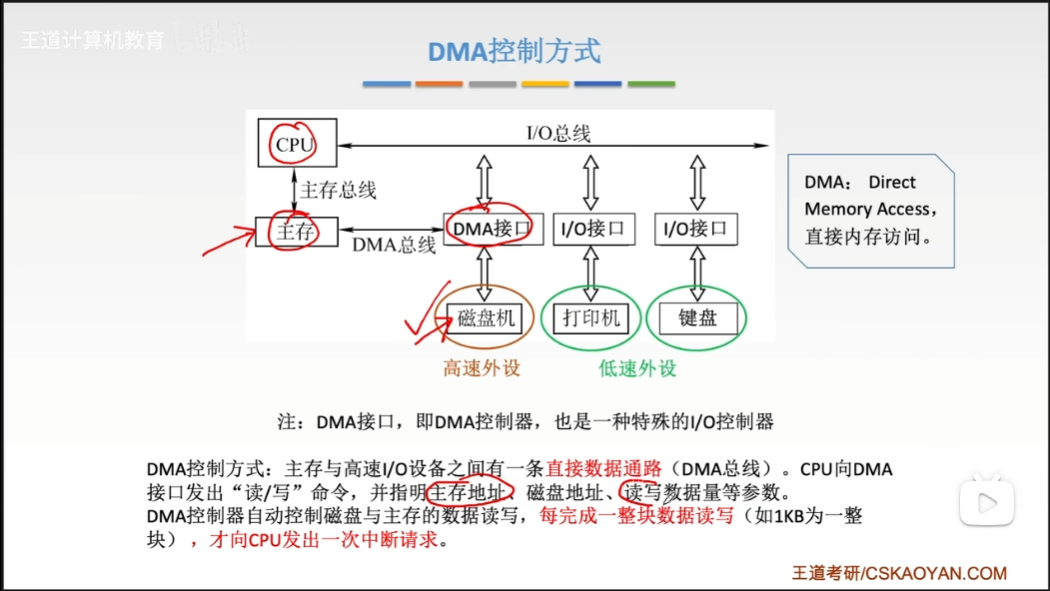 王道计算机教育
DMA控制方式
CPU
I/O总线
主存总线
主存
DMA总线
DMA接口
I/O接口
I/O接口
磁盘机
打印机
键盘
高速外设
低速外设
DMA： Direct
Memory Access，
直接内存访问。
注：DMA接口，即DMA控制器，也是一种特殊的I/O控制器
DMA控制方式：主存与高速I/O设备之间有一条直接数据通路（DMA总线）。CPU向DMA
接口发出“读/写”命令，并指明主存地址、磁盘地址、读写数据量等参数。
DMA控制器自动控制磁盘与主存的数据读写，每完成一整块数据读写（如1KB为一整
块），才向CPU发出一次中断请求。
王道考研/CSKAOYAN.COM